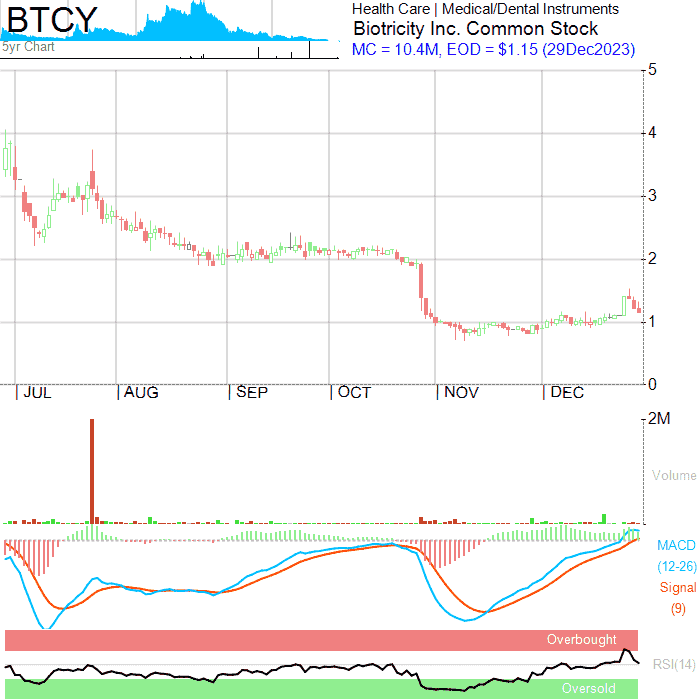 BTCY
5yr Chart
Health Care | Medical/Dental Instruments
Biotricity Inc. Common Stock
MC = 10.4M, EOD = $1.15 (29Dec2023)
5
4
3
2
1
0
JUL AUG SEP OCT NOV DEC
2M
Volume
MACD
(12-26)
Signal
(9)
Overbought
RSI(14)
Oversold